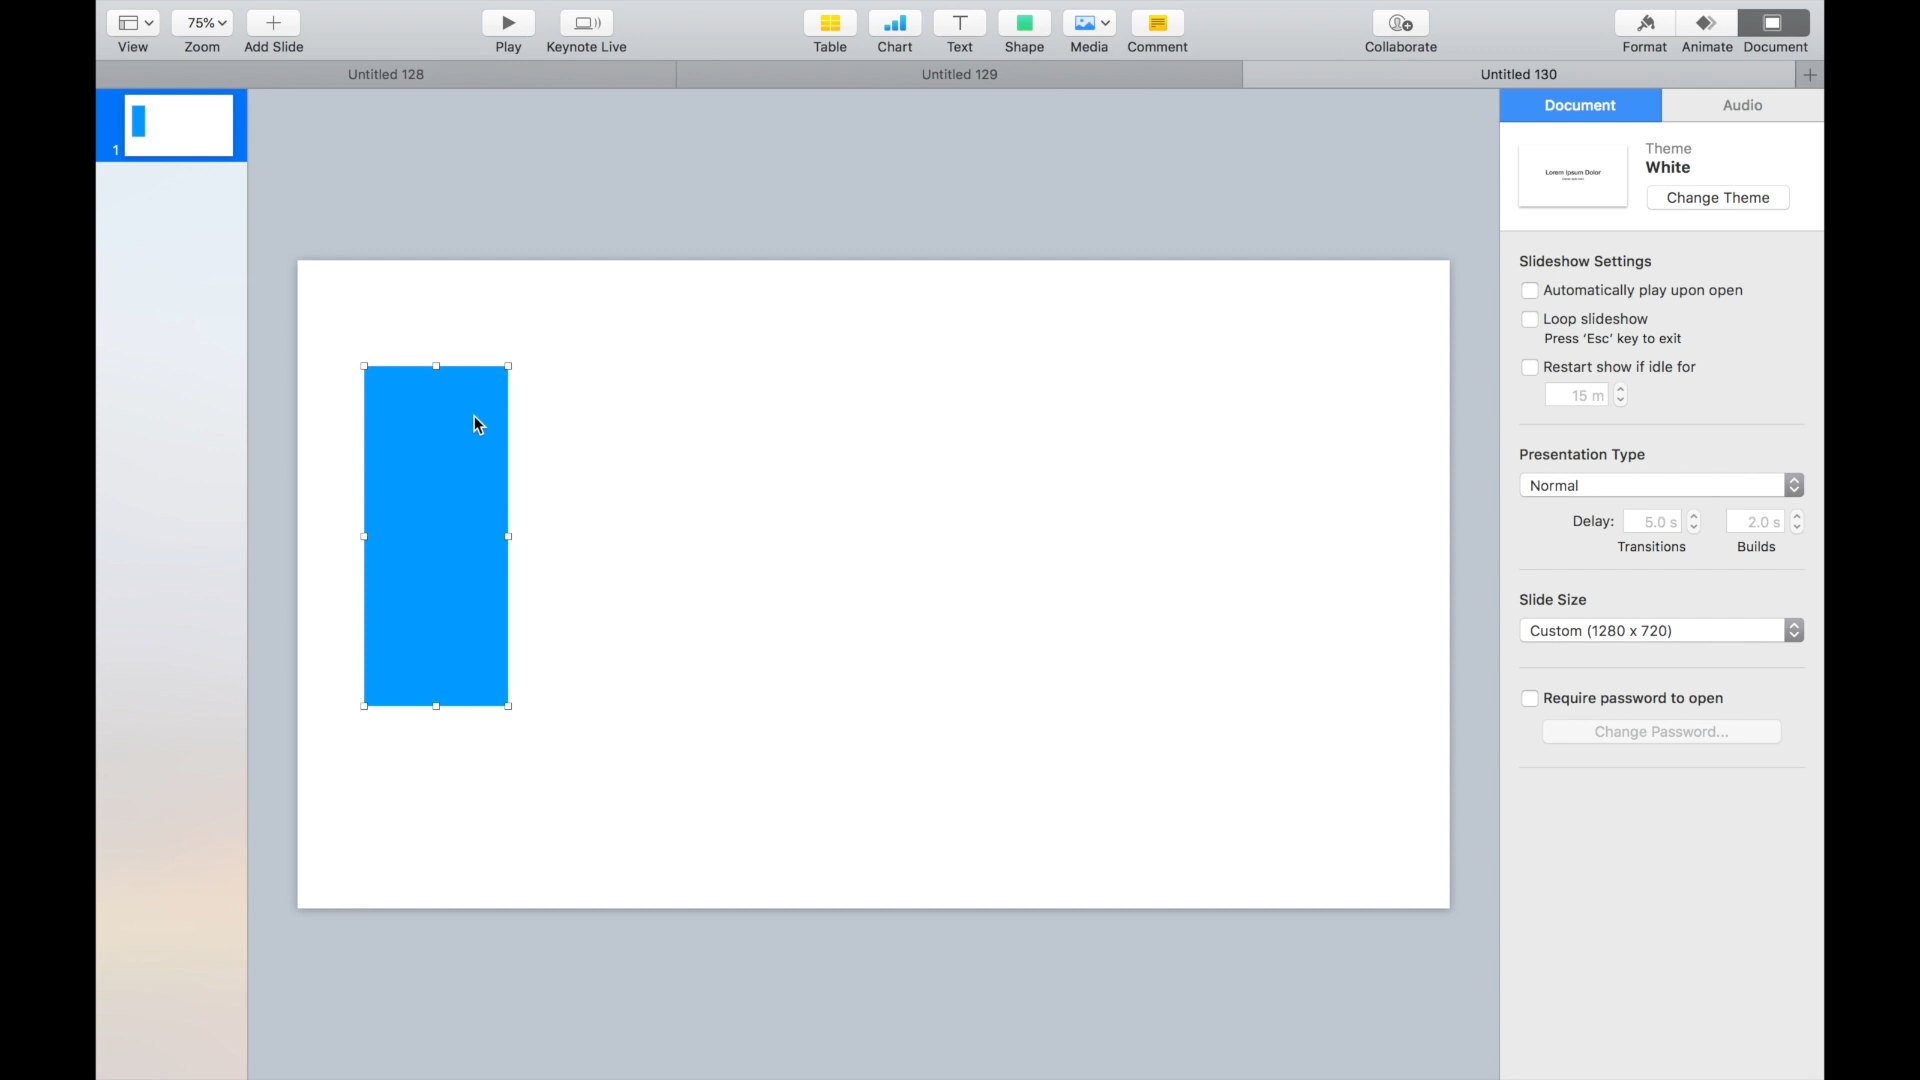 75%
View
Zoom
Add Slide
Play
Keynote Live
Table
Chart
Text
Shape
Media
Comment
Collaborate
Format
Animate
Document
Untitled 128
Untitled 129
Untitled 130
1
Document
Audio
Lorem Ipsum Dolor
Theme
White
Change Theme
Slideshow Settings
Automatically play upon open
Loop slideshow
Press ‘Esc’ key to exit
Restart show if idle for
15 m
Presentation Type
Normal
Delay: 5.0 s 2.0 s
Transitions Builds
Slide Size
Custom (1280 x 720)
Require password to open
Change Password...